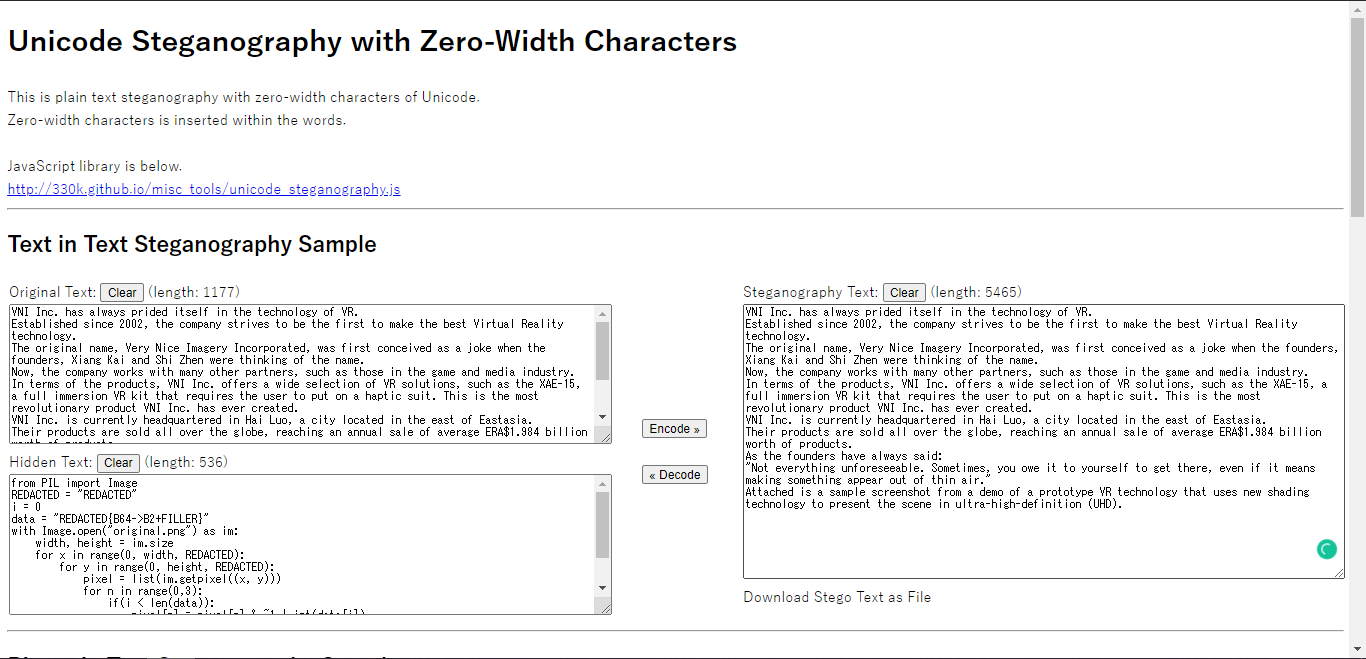 Unicode Steganography with Zero-Width Characters
This is plain text steganography with zero-width characters of Unicode.
Zero-width characters is inserted within the words.
JavaScript library is below.
http://330k.github.io/misc_tools/unicode_steganography.js
Text in Text Steganography Sample
Original Text: Clear (length: 1177)
VNI Inc. has always prided itself in the technology of VR.
Established since 2002, the company strives to be the first to make the best Virtual Reality
technology.
The original name, Very Nice Imagery Incorporated, was first conceived as a joke when the
founders, Xiang Kai and Shi Zhen were thinking of the name.
Now, the company works with many other partners, such as those in the game and media industry.
In terms of the products, VNI Inc. offers a wide selection of VR solutions, such as the XAE-15,
a full immersion VR kit that requires the user to put on a haptic suit. This is the most
revolutionary product VNI Inc. has ever created.
VNI Inc. is currently headquartered in Hai Luo, a city located in the east of Eastasia.
Their products are sold all over the globe, reaching an annual sale of average ERA$1.984 billion
worth of products.
Hidden Text: Clear (length: 536)
from PIL import Image
REDACTED = "REDACTED"
i = 0
data = "REDACTED{B64->B2+FILLER}"
with Image.open("original.png") as im:
    width, height = im.size
    for x in range(0, width, REDACTED):
        for y in range(0, height, REDACTED):
            pixel = list(im.getpixel((x, y)))
            for n in range(0,3):
                if(i < len(data)):
                    pixel[n] = pixel[n] & ~1 | int(data[i])
Encode »
« Decode
Steganography Text: Clear (length: 5465)
VNI Inc. has always prided itself in the technology of VR.
Established since 2002, the company strives to be the first to make the best Virtual Reality
technology.
The original name, Very Nice Imagery Incorporated, was first conceived as a joke when the founders,
Xiang Kai and Shi Zhen were thinking of the name.
Now, the company works with many other partners, such as those in the game and media industry.
In terms of the products, VNI Inc. offers a wide selection of VR solutions, such as the XAE-15, a
full immersion VR kit that requires the user to put on a haptic suit. This is the most
revolutionary product VNI Inc. has ever created.
VNI Inc. is currently headquartered in Hai Luo, a city located in the east of Eastasia.
Their products are sold all over the globe, reaching an annual sale of average ERA$1.984 billion
worth of products.
As the founders have always said:
"Not everything unforeseeable. Sometimes, you owe it to yourself to get there, even if it means
making something appear out of thin air."
Attached is a sample screenshot from a demo of a prototype VR technology that uses new shading
technology to present the scene in ultra-high-definition (UHD).
Download Stego Text as File